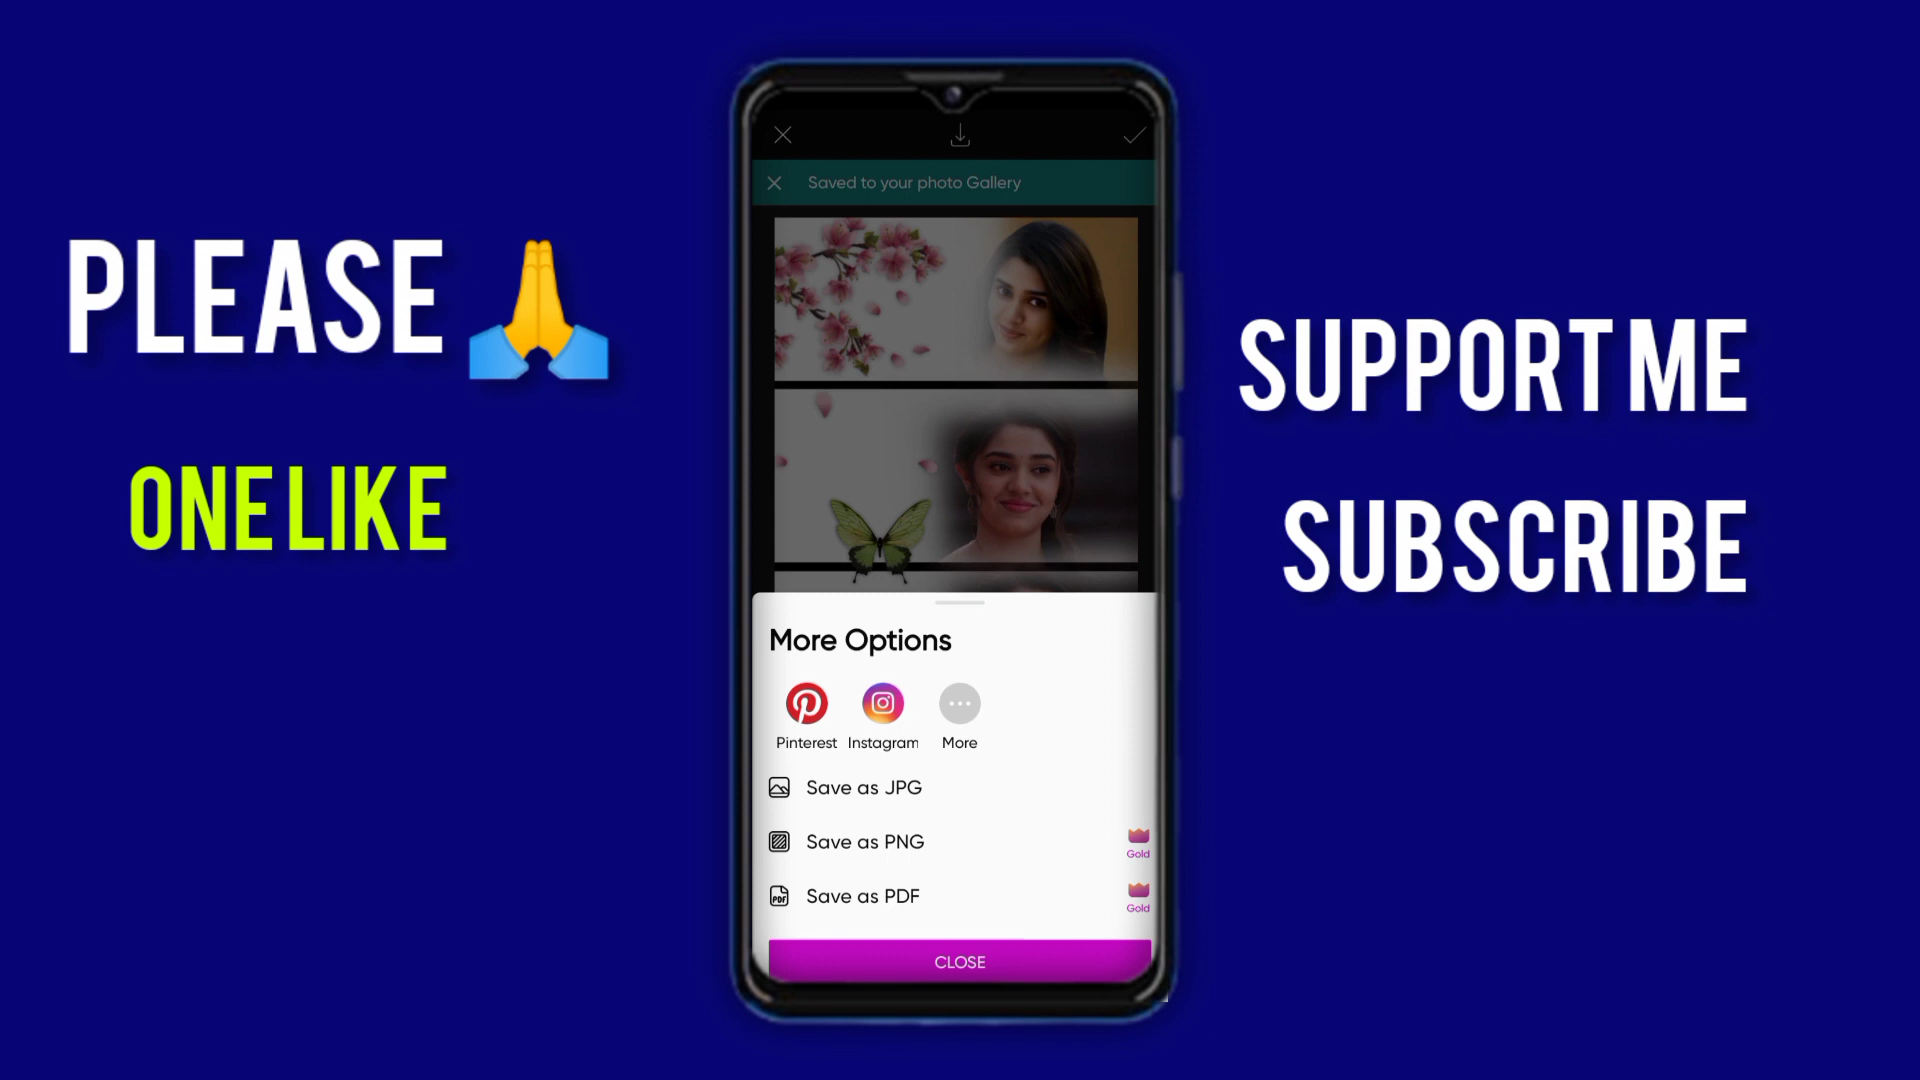 PLEASE 🙏
ONE LIKE
Saved to your photo Gallery
More Options
Pinterest Instagram More
Save as JPG
Save as PNG
Gold
Save as PDF
Gold
CLOSE
SUPPORT ME
SUBSCRIBE